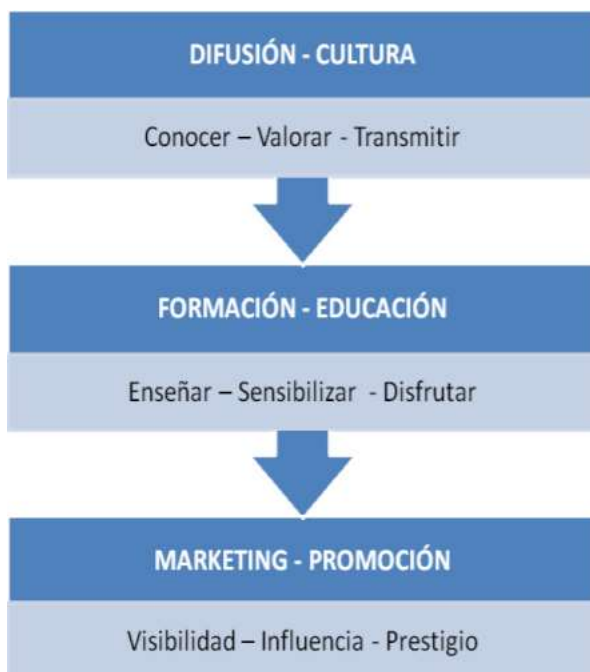 DIFUSIÓN - CULTURA
Conocer – Valorar - Transmitir
FORMACIÓN - EDUCACIÓN
Enseñar – Sensibilizar - Disfrutar
MARKETING - PROMOCIÓN
Visibilidad – Influencia - Prestigio